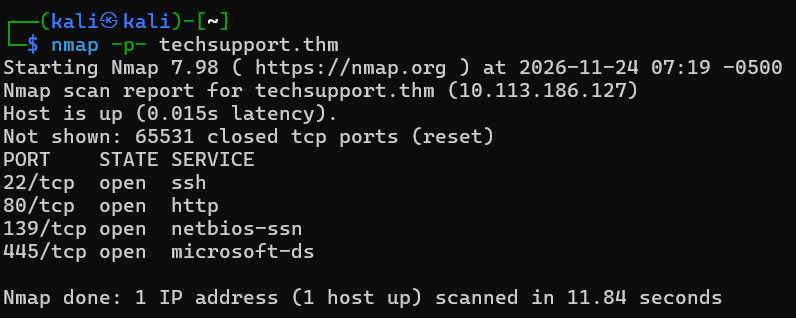 ┌──(kali㉿kali)-[~]
└─$ nmap -p- techsupport.thm
Starting Nmap 7.98 ( https://nmap.org ) at 2026-11-24 07:19 -0500
Nmap scan report for techsupport.thm (10.113.186.127)
Host is up (0.015s latency).
Not shown: 65531 closed tcp ports (reset)
PORT    STATE SERVICE
22/tcp  open  ssh
80/tcp  open  http
139/tcp open  netbios-ssn
445/tcp open  microsoft-ds
Nmap done: 1 IP address (1 host up) scanned in 11.84 seconds